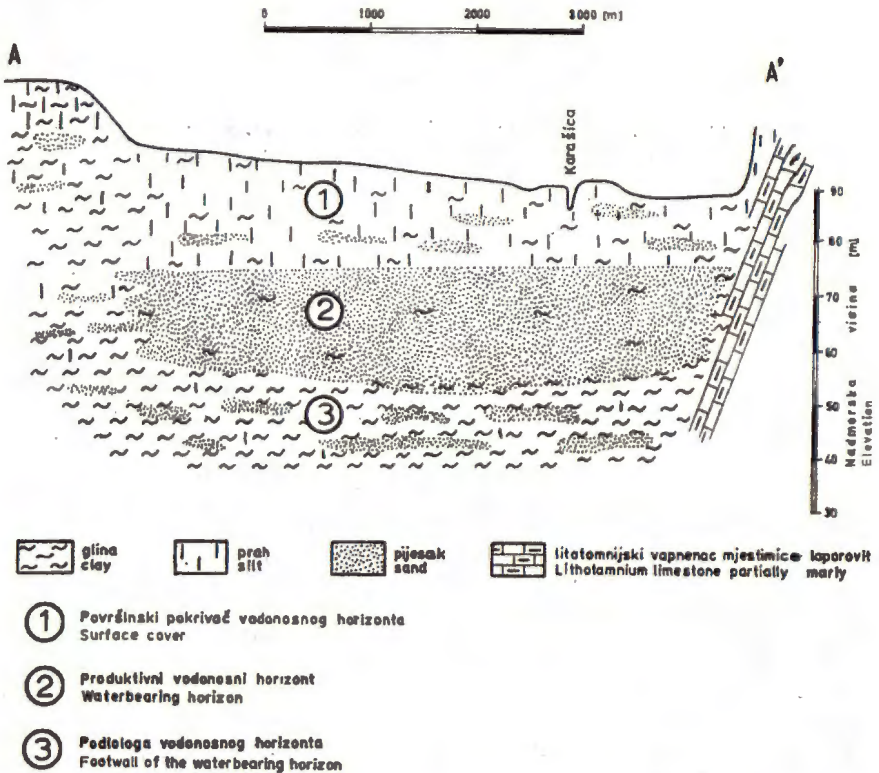 0 1000 2000 3000 [m]
A A'
Karašica
1
2
3
90
80
70
60
50
40
30
[m]
Nadmorska visina
Elevation
glina
clay
prah
silt
pijesak
sand
litatomnijski vapnenac mjestimice laporovit
Lithotamnium limestone partially marly
1 Površinski pokrivač vodonosnog horizonta
Surface cover
2 Produktivni vodonosni horizont
Waterbearing horizon
3 Podloga vodonosnog horizonta
Footwall of the waterbearing horizon